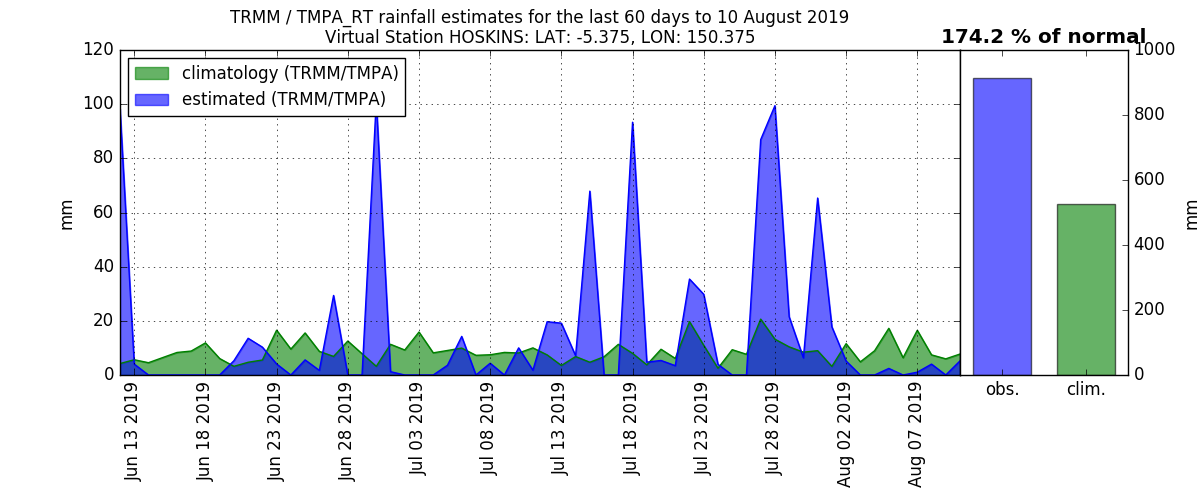 TRMM / TMPA_RT rainfall estimates for the last 60 days to 10 August 2019
Virtual Station HOSKINS: LAT: -5.375, LON: 150.375
174.2 % of normal
climatology (TRMM/TMPA)
estimated (TRMM/TMPA)
120
100
80
60
40
20
0
mm
1000
800
600
400
200
0
mm
Jun 13 2019
Jun 18 2019
Jun 23 2019
Jun 28 2019
Jul 03 2019
Jul 08 2019
Jul 13 2019
Jul 18 2019
Jul 23 2019
Jul 28 2019
Aug 02 2019
Aug 07 2019
obs.
clim.